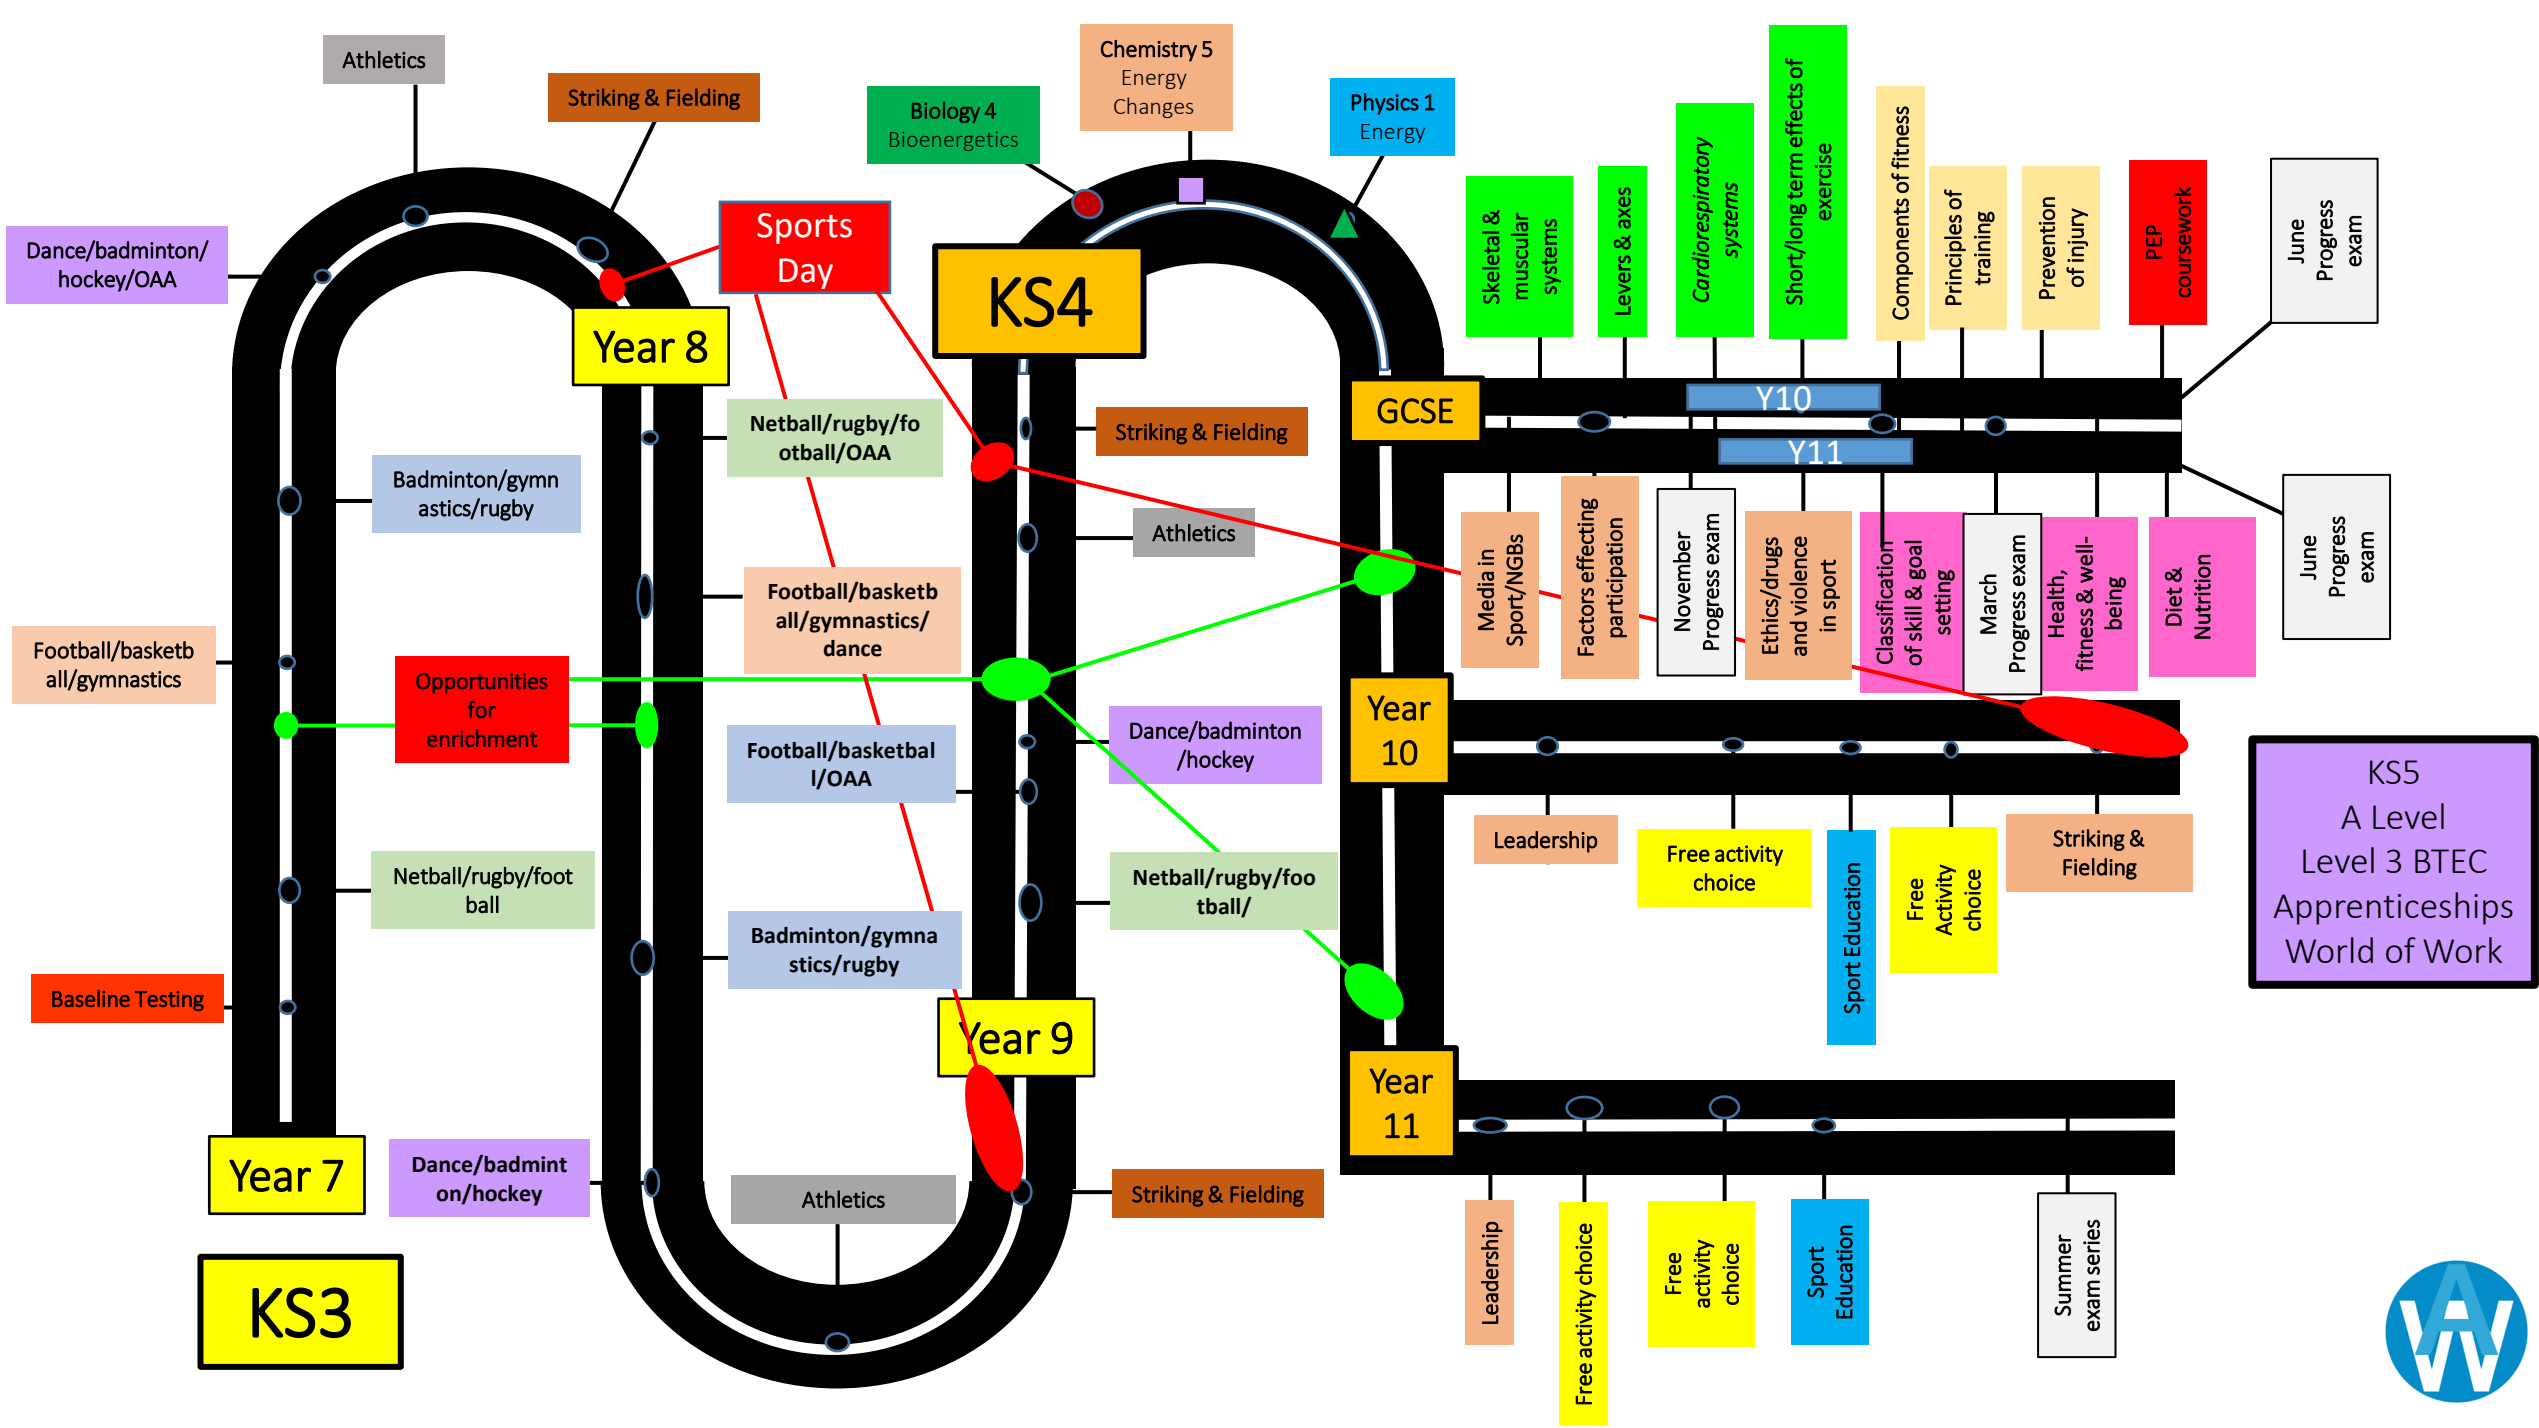 Athletics
Striking & Fielding
Dance/badminton/
hockey/OAA
Badminton/gymn
astics/rugby
Football/basketb
all/gymnastics
Opportunities
for
enrichment
Netball/rugby/foot
ball
Baseline Testing
Year 7
KS3
Sports
Day
Year 8
Netball/rugby/fo
otball/OAA
Football/basketb
all/gymnastics/
dance
Football/basketbal
l/OAA
Badminton/gymna
stics/rugby
Dance/badmint
on/hockey
Athletics
Striking & Fielding
Year 9
Netball/rugby/foo
tball/
Dance/badminton
/hockey
Athletics
Striking & Fielding
KS4
Biology 4
Bioenergetics
Chemistry 5
Energy
Changes
Physics 1
Energy
GCSE
Y10
Y11
Skeletal &
muscular
systems
Levers & axes
Cardiorespiratory
systems
Short/long term effects of
exercise
Components of fitness
Principles of
training
Prevention
of injury
PEP
coursework
June
Progress
exam
Media in
Sport/NGBs
Factors effecting
participation
November
Progress exam
Ethics/drugs
and violence
in sport
Classification
of skill & goal
setting
March
Progress exam
Health,
fitness & well-
being
Diet &
Nutrition
June
Progress
exam
Year
10
Leadership
Free activity
choice
Sport Education
Free
Activity
choice
Striking &
Fielding
Year
11
Leadership
Free activity choice
Free
activity
choice
Sport
Education
Summer
exam series
KS5
A Level
Level 3 BTEC
Apprenticeships
World of Work
AW